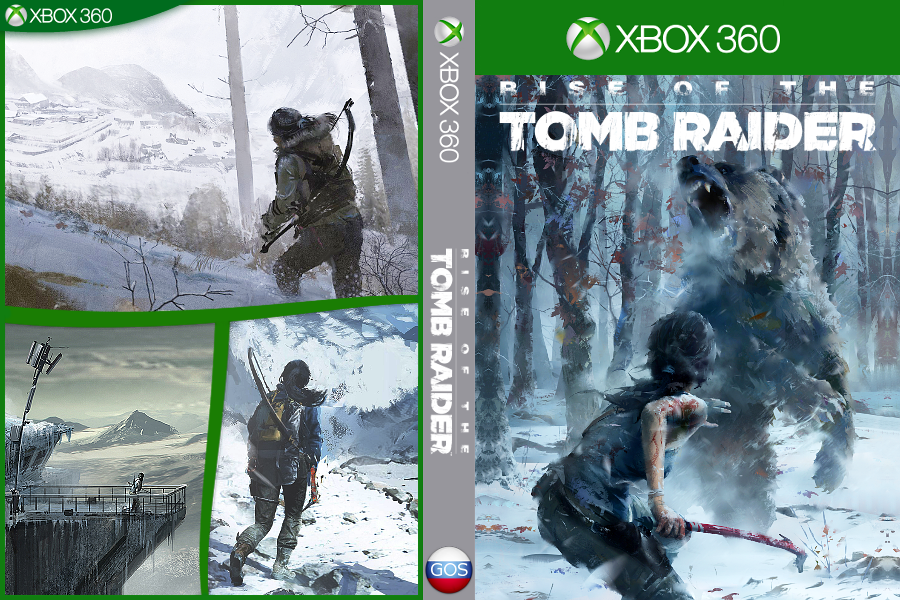 XBOX 360
XBOX 360
RISE OF THE
TOMB RAIDER
GOS
XBOX 360
RISE OF THE
TOMB RAIDER